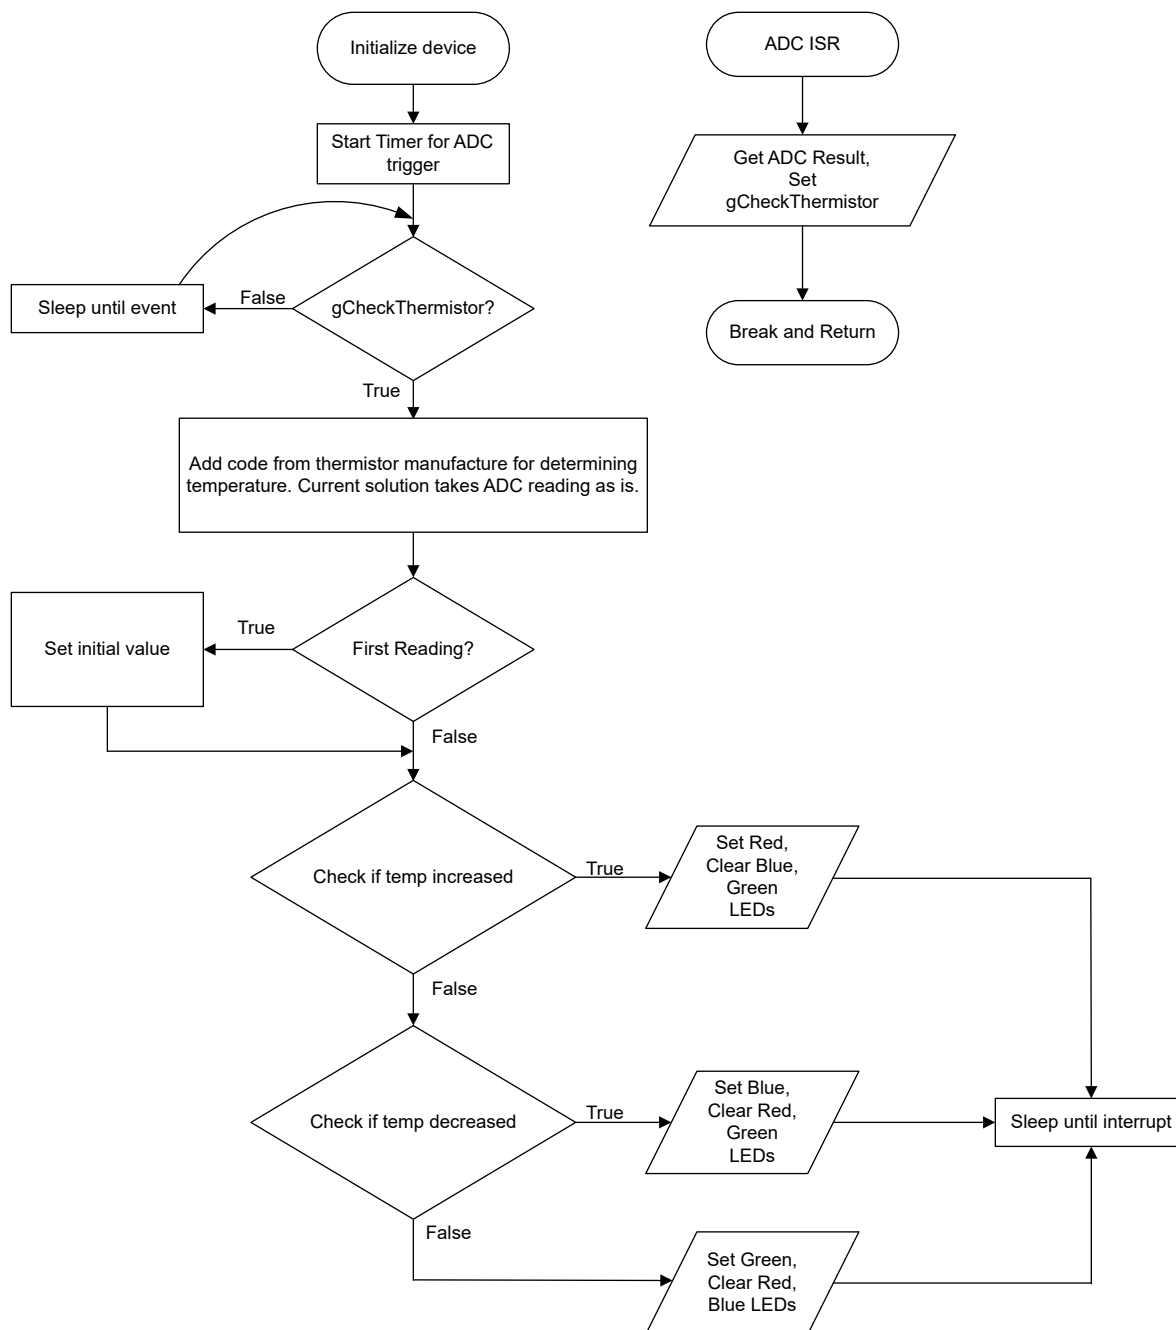 Initialize device
ADC ISR
Start Timer for ADC
trigger
Get ADC Result,
Set
gCheckThermistor
Sleep until event
False
gCheckThermistor?
Break and Return
True
Add code from thermistor manufacture for determining
temperature. Current solution takes ADC reading as is.
Set initial value
True
First Reading?
False
Check if temp increased
True
Set Red,
Clear Blue,
Green
LEDs
False
Check if temp decreased
True
Set Blue,
Clear Red,
Green
LEDs
Sleep until interrupt
False
Set Green,
Clear Red,
Blue LEDs